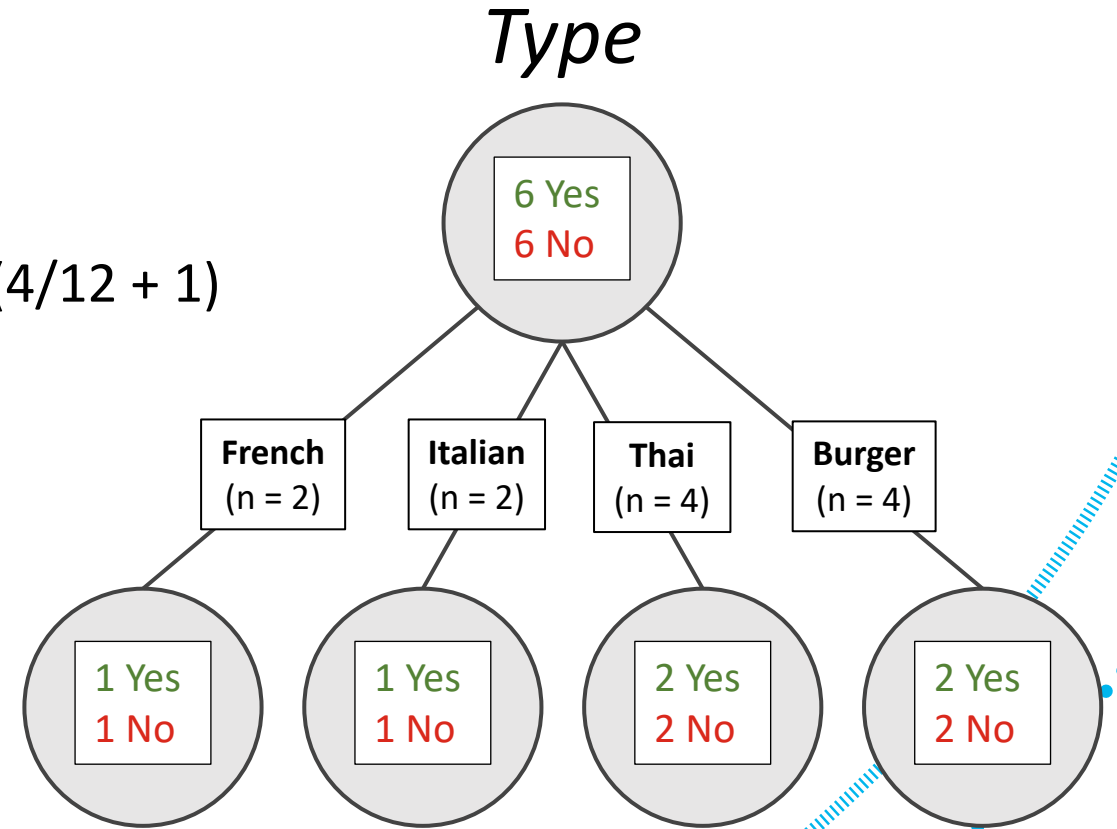 Type
6 Yes
6 No
(4/12 + 1)
French
(n = 2)
Italian
(n = 2)
Thai
(n = 4)
Burger
(n = 4)
1 Yes
1 No
1 Yes
1 No
2 Yes
2 No
2 Yes
2 No